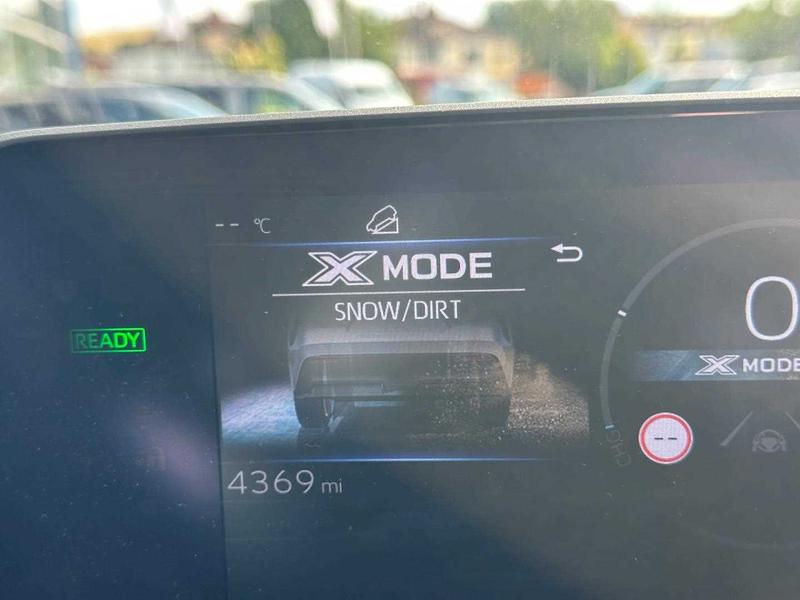 -- °C
X MODE
SNOW/DIRT
READY
0
X MODE
--
CHG
4369 mi